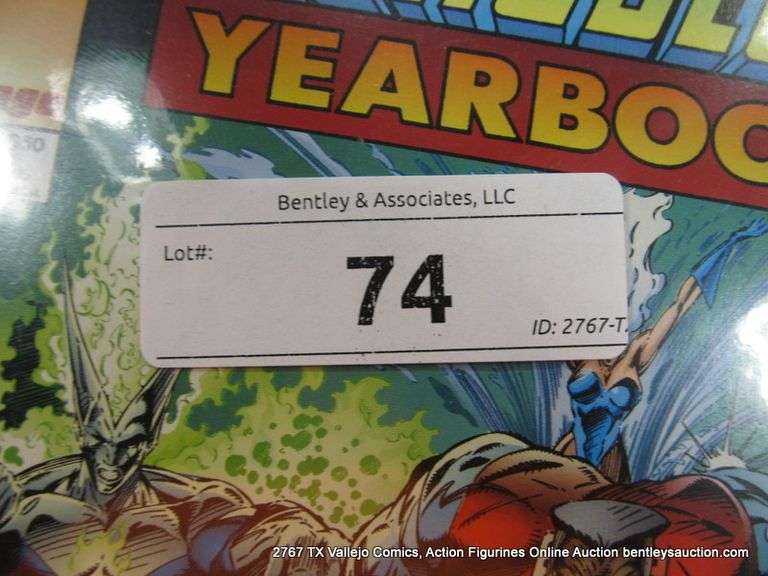 YEARBOO
Bentley & Associates, LLC
Lot#:
74
ID: 2767-T
2767 TX Vallejo Comics, Action Figurines Online Auction bentleysauction.com